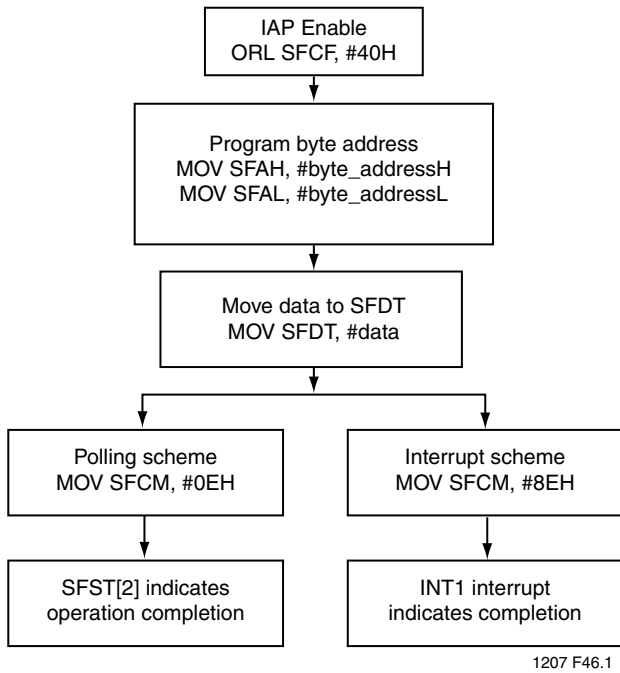 IAP Enable
ORL SFCF, #40H
Program byte address
MOV SFAH, #byte_addressH
MOV SFAL, #byte_addressL
Move data to SFDT
MOV SFDT, #data
Polling scheme
MOV SFCM, #0EH
Interrupt scheme
MOV SFCM, #8EH
SFST[2] indicates
operation completion
INT1 interrupt
indicates completion
1207 F46.1